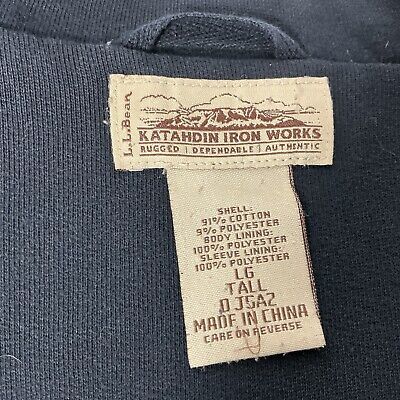 L.L.Bean
KATAHDIN IRON WORKS
RUGGED | DEPENDABLE | AUTHENTIC
SHELL:
91% COTTON
9% POLYESTER
BODY LINING:
100% POLYESTER
SLEEVE LINING:
100% POLYESTER
LG
TALL
0 JSA2
MADE IN CHINA
CARE ON REVERSE